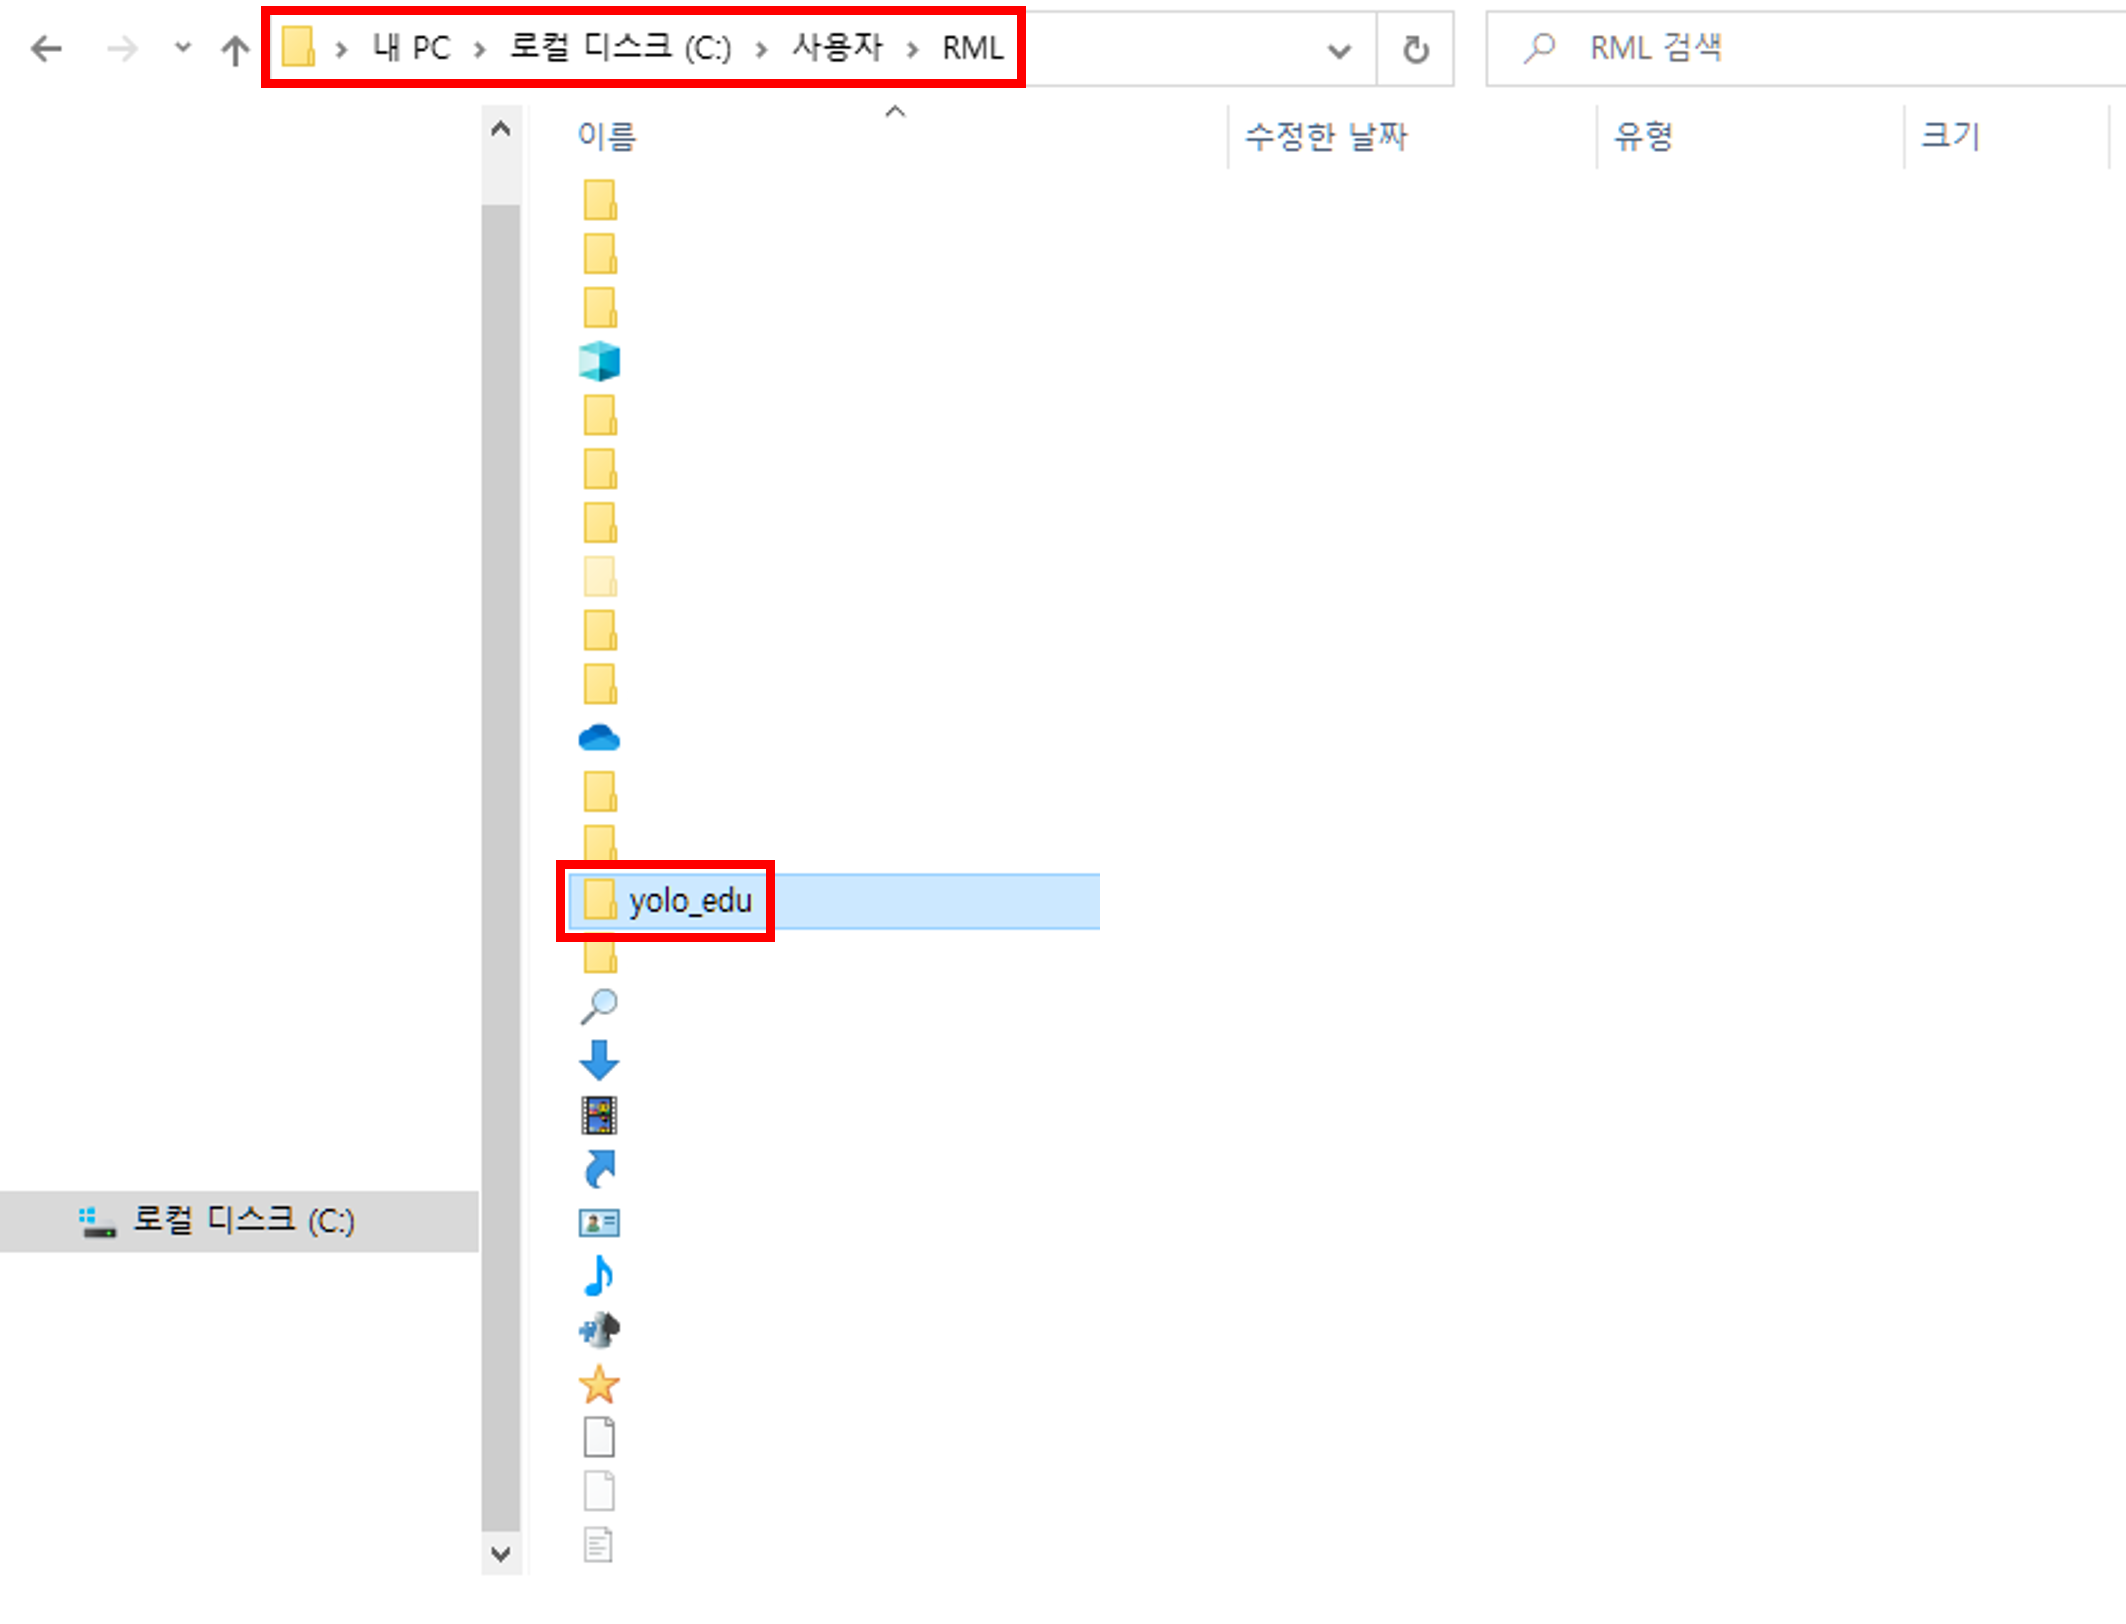 내 PC › 로컬 디스크 (C:) › 사용자 › RML
RML 검색
이름 수정한 날짜 유형 크기
yolo_edu
로컬 디스크 (C:)